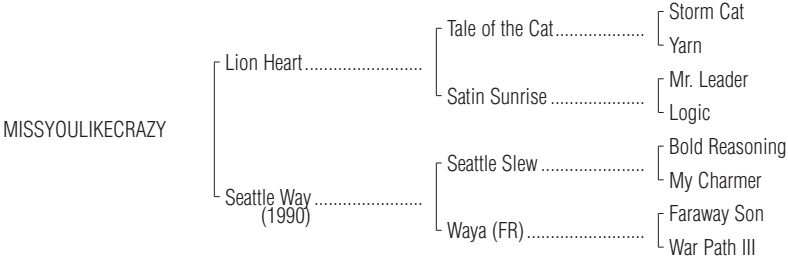 Storm Cat
Tale of the Cat....................
Yarn
Lion Heart..........................
Mr. Leader
Satin Sunrise .....................
Logic
MISSYOULIKECRAZY
Bold Reasoning
Seattle Slew .......................
My Charmer
Seattle Way ........................
(1990)
Faraway Son
Waya (FR)..........................
War Path III